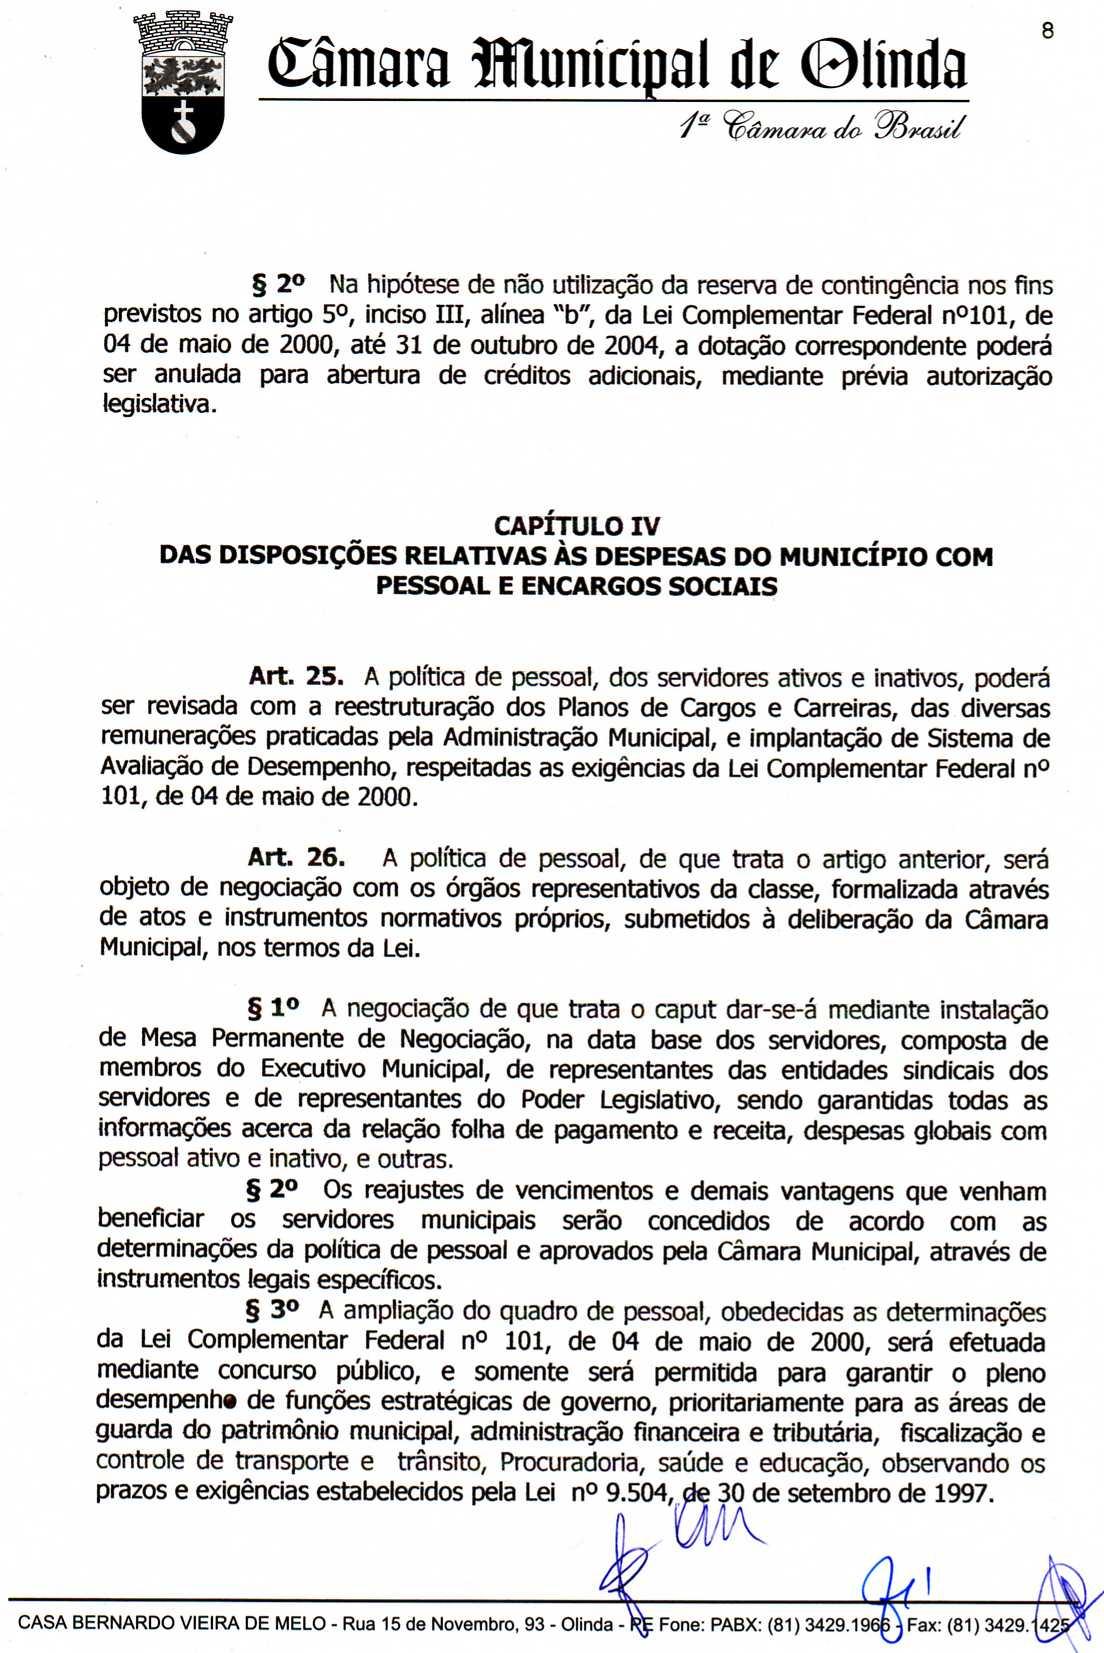 8
Câmara Municipal de Olinda
1ª Câmara do Brasil
§ 2º Na hipótese de não utilização da reserva de contingência nos fins
previstos no artigo 5º, inciso III, alínea "b", da Lei Complementar Federal nº101, de
04 de maio de 2000, até 31 de outubro de 2004, a dotação correspondente poderá
ser anulada para abertura de créditos adicionais, mediante prévia autorização
legislativa.
CAPÍTULO IV
DAS DISPOSIÇÕES RELATIVAS ÀS DESPESAS DO MUNICÍPIO COM
PESSOAL E ENCARGOS SOCIAIS
Art. 25. A política de pessoal, dos servidores ativos e inativos, poderá
ser revisada com a reestruturação dos Planos de Cargos e Carreiras, das diversas
remunerações praticadas pela Administração Municipal, e implantação de Sistema de
Avaliação de Desempenho, respeitadas as exigências da Lei Complementar Federal nº
101, de 04 de maio de 2000.
Art. 26. A política de pessoal, de que trata o artigo anterior, será
objeto de negociação com os órgãos representativos da classe, formalizada através
de atos e instrumentos normativos próprios, submetidos à deliberação da Câmara
Municipal, nos termos da Lei.
§ 1º A negociação de que trata o caput dar-se-á mediante instalação
de Mesa Permanente de Negociação, na data base dos servidores, composta de
membros do Executivo Municipal, de representantes das entidades sindicais dos
servidores e de representantes do Poder Legislativo, sendo garantidas todas as
informações acerca da relação folha de pagamento e receita, despesas globais com
pessoal ativo e inativo, e outras.
§ 2º Os reajustes de vencimentos e demais vantagens que venham
beneficiar os servidores municipais serão concedidos de acordo com as
determinações da política de pessoal e aprovados pela Câmara Municipal, através de
instrumentos legais específicos.
§ 3º A ampliação do quadro de pessoal, obedecidas as determinações
da Lei Complementar Federal nº 101, de 04 de maio de 2000, será efetuada
mediante concurso público, e somente será permitida para garantir o pleno
desempenho de funções estratégicas de governo, prioritariamente para as áreas de
guarda do patrimônio municipal, administração financeira e tributária, fiscalização e
controle de transporte e trânsito, Procuradoria, saúde e educação, observando os
prazos e exigências estabelecidos pela Lei nº 9.504, de 30 de setembro de 1997.
CASA BERNARDO VIEIRA DE MELO - Rua 15 de Novembro, 93 - Olinda - PE Fone: PABX: (81) 3429.1966 - Fax: (81) 3429.1425